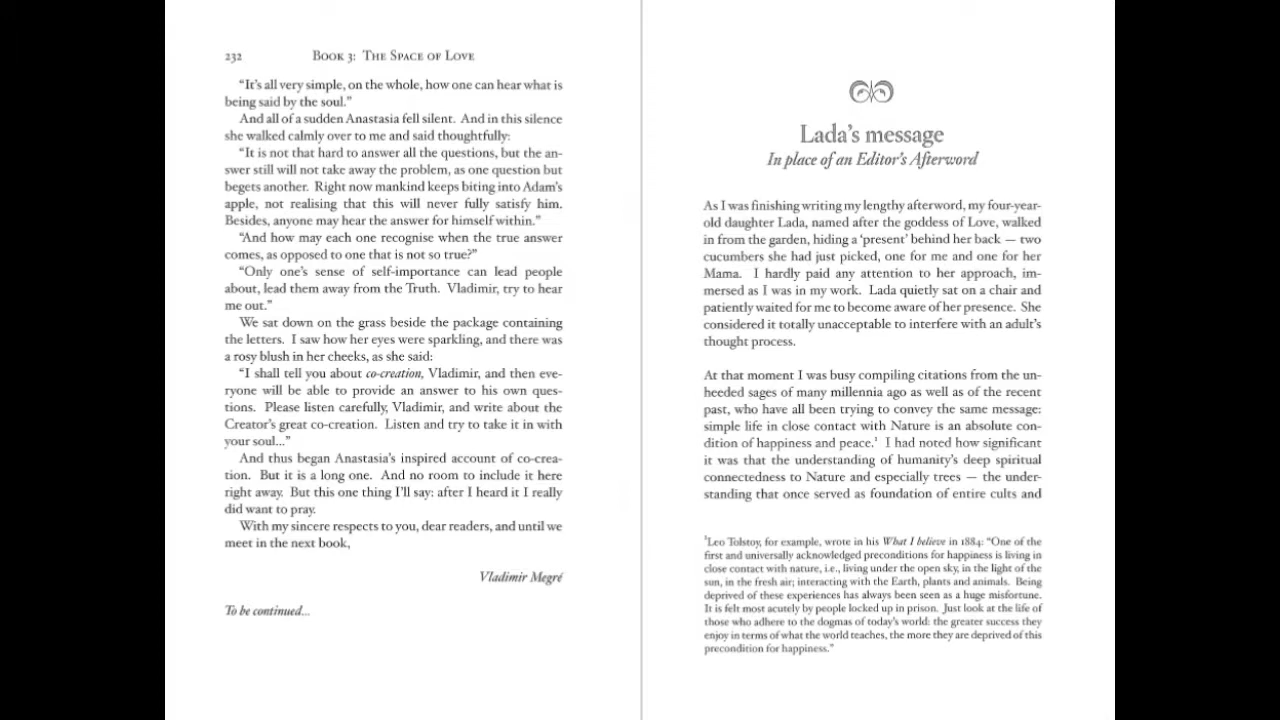 232
BOOK 3: THE SPACE OF LOVE
“It's all very simple, on the whole, how one can hear what is
being said by the soul.”
And all of a sudden Anastasia fell silent. And in this silence
she walked calmly over to me and said thoughtfully:
“It is not that hard to answer all the questions, but the an-
swer still will not take away the problem, as one question but
begets another. Right now mankind keeps biting into Adam's
apple, not realising that this will never fully satisfy him.
Besides, anyone may hear the answer for himself within.”
“And how may each one recognise when the true answer
comes, as opposed to one that is not so true?”
“Only one's sense of self-importance can lead people
about, lead them away from the Truth. Vladimir, try to hear
me out.”
We sat down on the grass beside the package containing
the letters. I saw how her eyes were sparkling, and there was
a rosy blush in her cheeks, as she said:
“I shall tell you about co-creation, Vladimir, and then eve-
ryone will be able to provide an answer to his own ques-
tions. Please listen carefully, Vladimir, and write about the
Creator's great co-creation. Listen and try to take it in with
your soul...”
And thus began Anastasia's inspired account of co-crea-
tion. But it is a long one. And no room to include it here
right away. But this one thing I'll say: after I heard it I really
did want to pray.
With my sincere respects to you, dear readers, and until we
meet in the next book,
Vladimir Megré
To be continued...
Lada's message
In place of an Editor's Afterword
As I was finishing writing my lengthy afterword, my four-year-
old daughter Lada, named after the goddess of Love, walked
in from the garden, hiding a ‘present’ behind her back — two
cucumbers she had just picked, one for me and one for her
Mama. I hardly paid any attention to her approach, im-
mersed as I was in my work. Lada quietly sat on a chair and
patiently waited for me to become aware of her presence. She
considered it totally unacceptable to interfere with an adult's
thought process.
At that moment I was busy compiling citations from the un-
heeded sages of many millennia ago as well as of the recent
past, who have all been trying to convey the same message:
simple life in close contact with Nature is an absolute con-
dition of happiness and peace.¹ I had noted how significant
it was that the understanding of humanity's deep spiritual
connectedness to Nature and especially trees — the under-
standing that once served as foundation of entire cults and
¹Leo Tolstoy, for example, wrote in his What I believe in 1884: “One of the
first and universally acknowledged preconditions for happiness is living in
close contact with nature, i.e., living under the open sky, in the light of the
sun, in the fresh air; interacting with the Earth, plants and animals. Being
deprived of these experiences has always been seen as a huge misfortune.
It is felt most acutely by people locked up in prison. Just look at the life of
those who adhere to the dogmas of today's world: the greater success they
enjoy in terms of what the world teaches, the more they are deprived of this
precondition for happiness.”